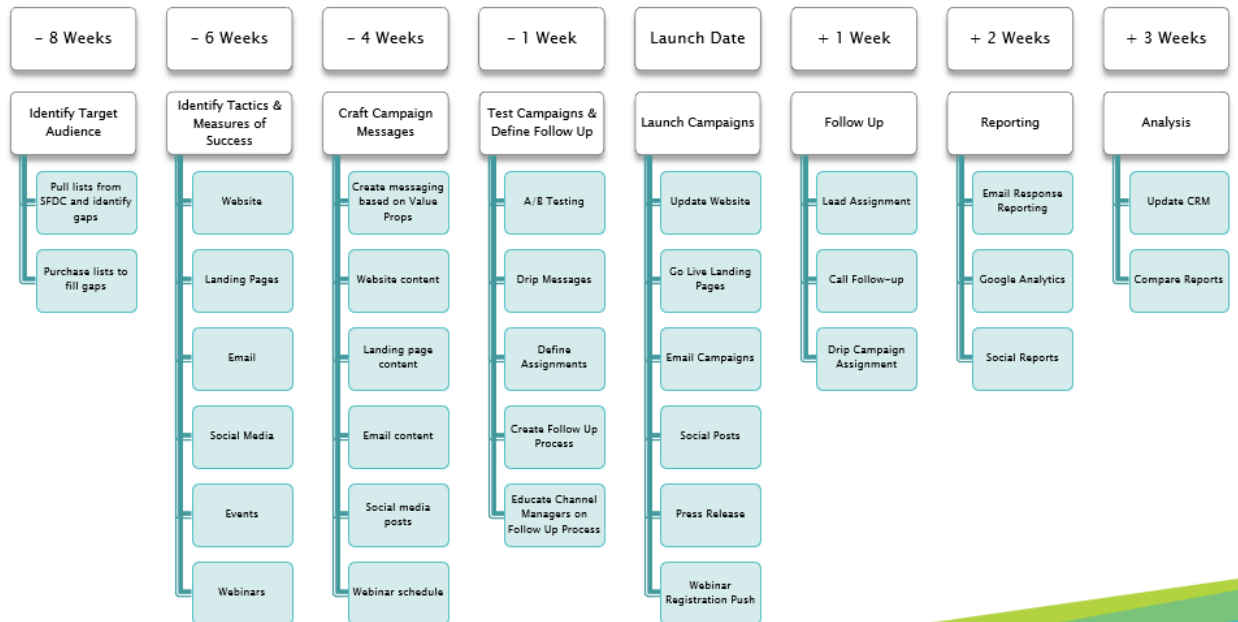 – 8 Weeks
– 6 Weeks
– 4 Weeks
– 1 Week
Launch Date
+ 1 Week
+ 2 Weeks
+ 3 Weeks
Identify Target
Audience
Identify Tactics &
Measures of
Success
Craft Campaign
Messages
Test Campaigns &
Define Follow Up
Launch Campaigns
Follow Up
Reporting
Analysis
Pull lists from
SFDC and identify
gaps
Purchase lists to
fill gaps
Website
Landing Pages
Email
Social Media
Events
Webinars
Create messaging
based on Value
Props
Website content
Landing page
content
Email content
Social media
posts
Webinar schedule
A/B Testing
Drip Messages
Define
Assignments
Create Follow Up
Process
Educate Channel
Managers on
Follow Up Process
Update Website
Go Live Landing
Pages
Email Campaigns
Social Posts
Press Release
Webinar
Registration Push
Lead Assignment
Call Follow-up
Drip Campaign
Assignment
Email Response
Reporting
Google Analytics
Social Reports
Update CRM
Compare Reports